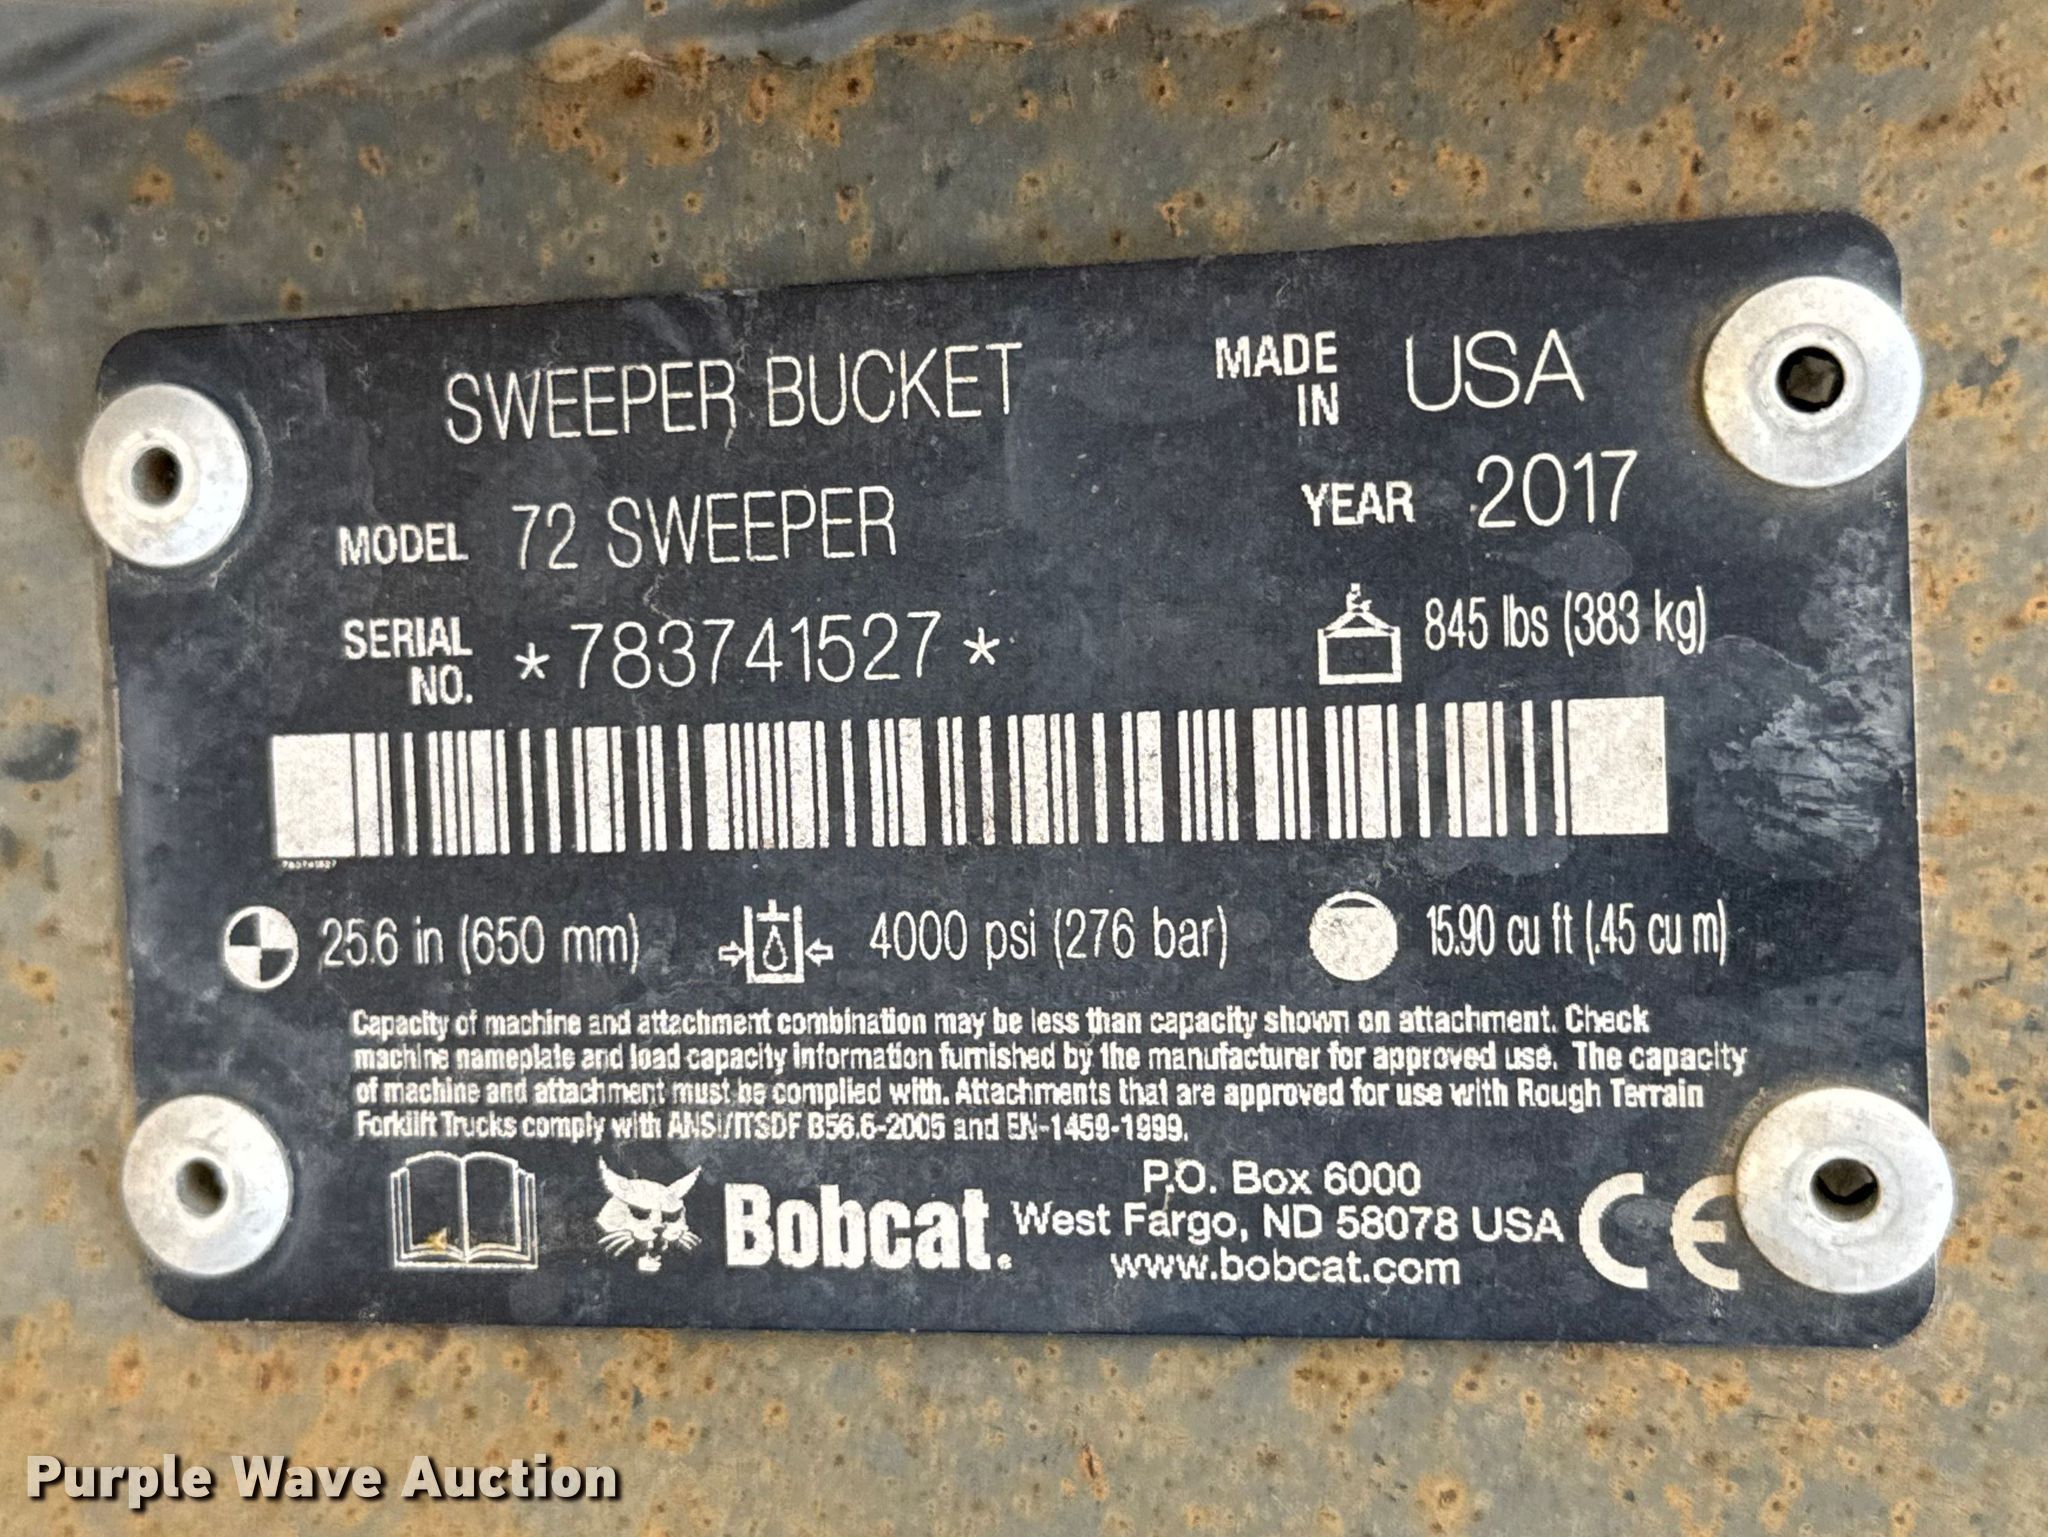 SWEEPER BUCKET
MADE IN USA
MODEL 72 SWEEPER
YEAR 2017
SERIAL NO. *783741527*
845 lbs (383 kg)
783741527
25.6 in (650 mm)
4000 psi (276 bar)
15.90 cu ft (.45 cu m)
Capacity of machine and attachment combination may be less than capacity shown on attachment. Check
machine nameplate and load capacity information furnished by the manufacturer for approved use. The capacity
of machine and attachment must be complied with. Attachments that are approved for use with Rough Terrain
Forklift Trucks comply with ANSI/ITSDF B56.6-2005 and EN-1459-1999.
Bobcat.
P.O. Box 6000
West Fargo, ND 58078 USA
www.bobcat.com
CE
Purple Wave Auction